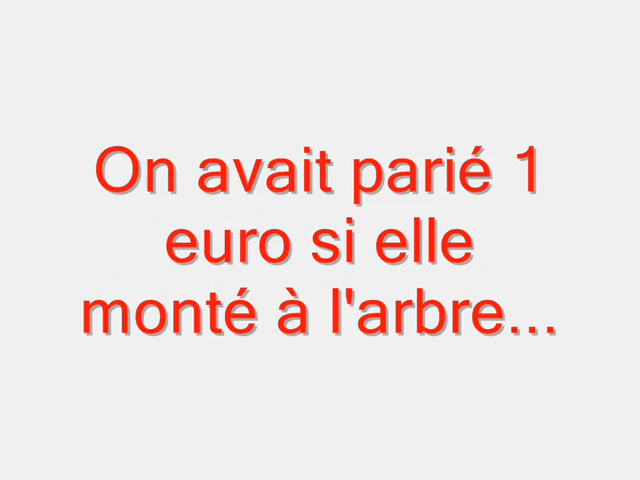 On avait parié 1
euro si elle
monté à l'arbre...